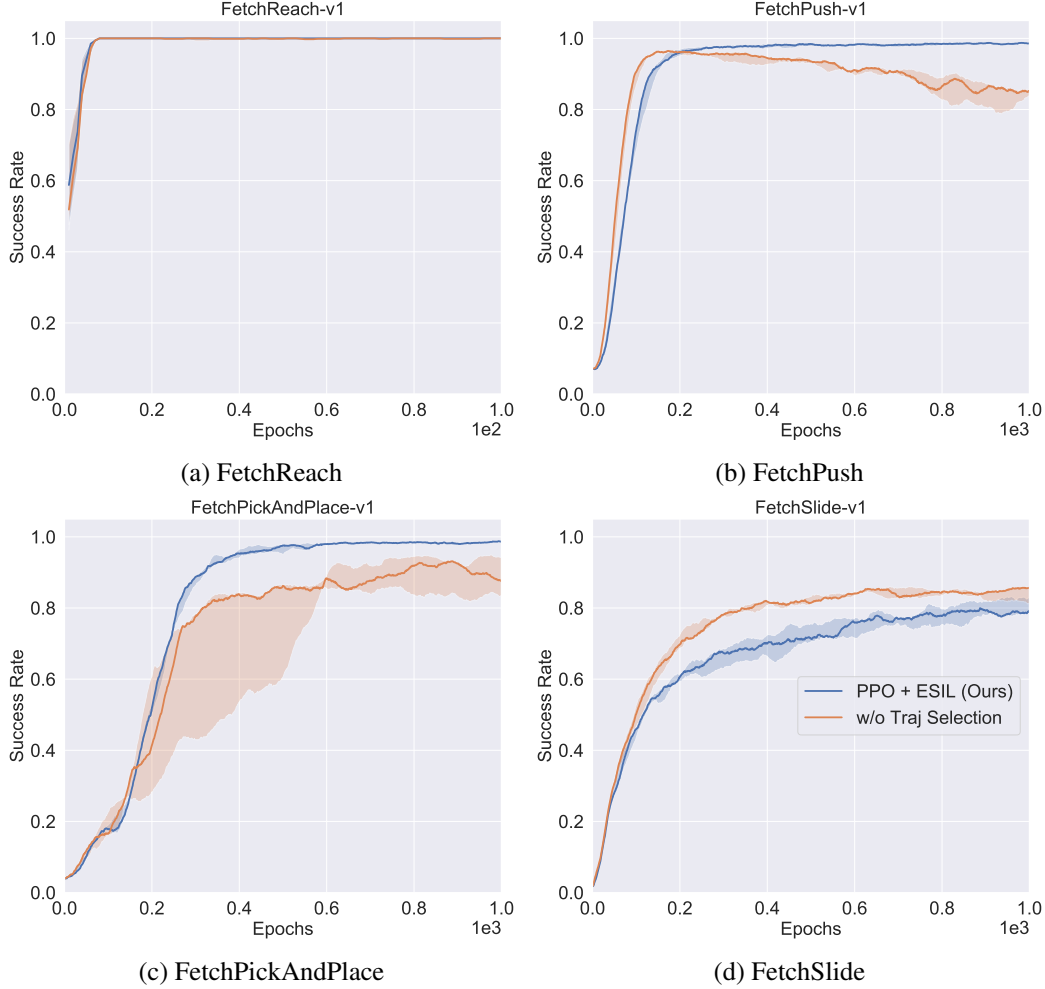 FetchReach-v1
1.0
0.8
0.6
0.4
0.2
0.0
Success Rate
0.0 0.2 0.4 0.6 0.8 1.0
Epochs 1e2
(a) FetchReach
FetchPush-v1
1.0
0.8
0.6
0.4
0.2
0.0
Success Rate
0.0 0.2 0.4 0.6 0.8 1.0
Epochs 1e3
(b) FetchPush
FetchPickAndPlace-v1
1.0
0.8
0.6
0.4
0.2
0.0
Success Rate
0.0 0.2 0.4 0.6 0.8 1.0
Epochs 1e3
(c) FetchPickAndPlace
FetchSlide-v1
1.0
0.8
0.6
0.4
0.2
0.0
Success Rate
PPO + ESIL (Ours)
w/o Traj Selection
0.0 0.2 0.4 0.6 0.8 1.0
Epochs 1e3
(d) FetchSlide